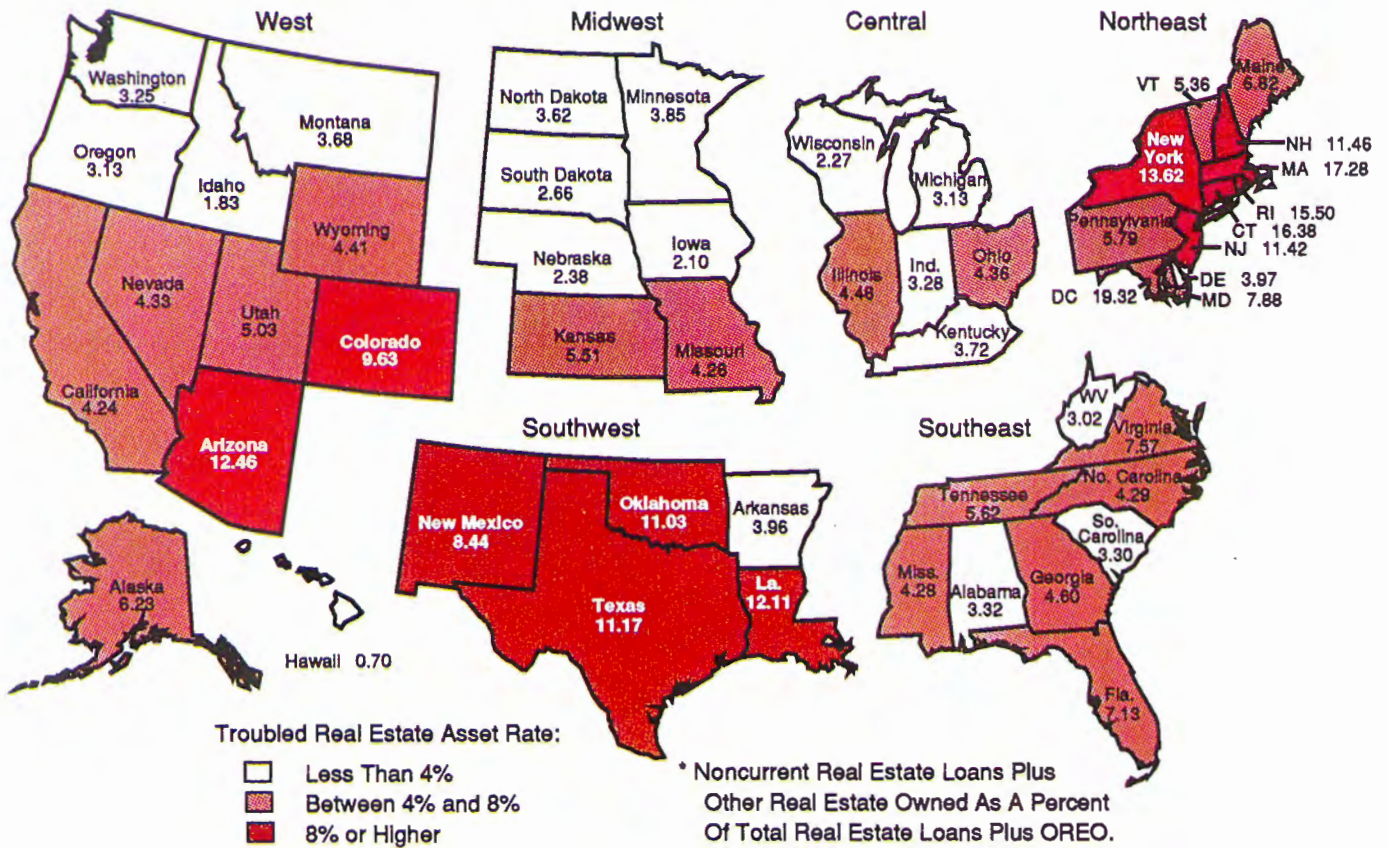 West
Midwest
Central
Northeast
Washington
3.25
Oregon
3.13
Idaho
1.83
Montana
3.68
Wyoming
4.41
Nevada
4.33
Utah
5.03
Colorado
9.63
California
4.24
Arizona
12.46
Alaska
6.23
Hawaii 0.70
North Dakota
3.62
Minnesota
3.85
South Dakota
2.66
Nebraska
2.38
Iowa
2.10
Kansas
5.51
Missouri
4.26
Wisconsin
2.27
Michigan
3.13
Illinois
4.46
Ind.
3.28
Ohio
4.36
Kentucky
3.72
VT 5.36
Maine
5.82
New
York
13.62
NH 11.46
MA 17.28
RI 15.50
CT 16.38
NJ 11.42
Pennsylvania
5.79
DE 3.97
DC 19.32
MD 7.88
Southwest
New Mexico
8.44
Oklahoma
11.03
Arkansas
3.96
Texas
11.17
La.
12.11
Southeast
WV
3.02
Virginia
7.57
Tennessee
5.62
No. Carolina
4.29
So.
Carolina
3.30
Miss.
4.28
Alabama
3.32
Georgia
4.60
Fla.
7.13
Troubled Real Estate Asset Rate:
Less Than 4%
Between 4% and 8%
8% or Higher
* Noncurrent Real Estate Loans Plus
Other Real Estate Owned As A Percent
Of Total Real Estate Loans Plus OREO.